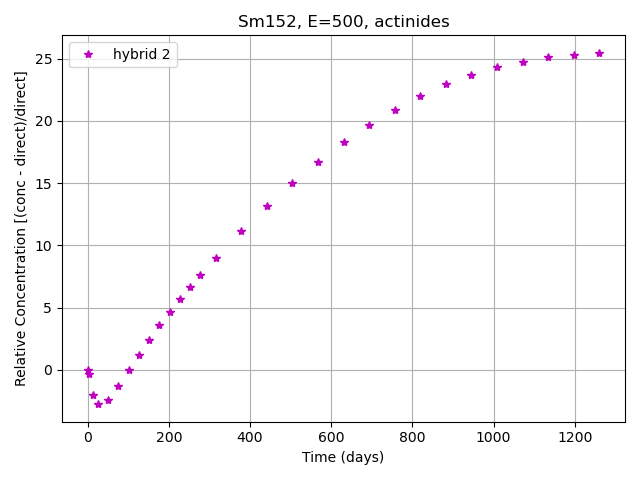 Sm152, E=500, actinides
hybrid 2
Relative Concentration [(conc - direct)/direct]
25
20
15
10
5
0
0 200 400 600 800 1000 1200
Time (days)